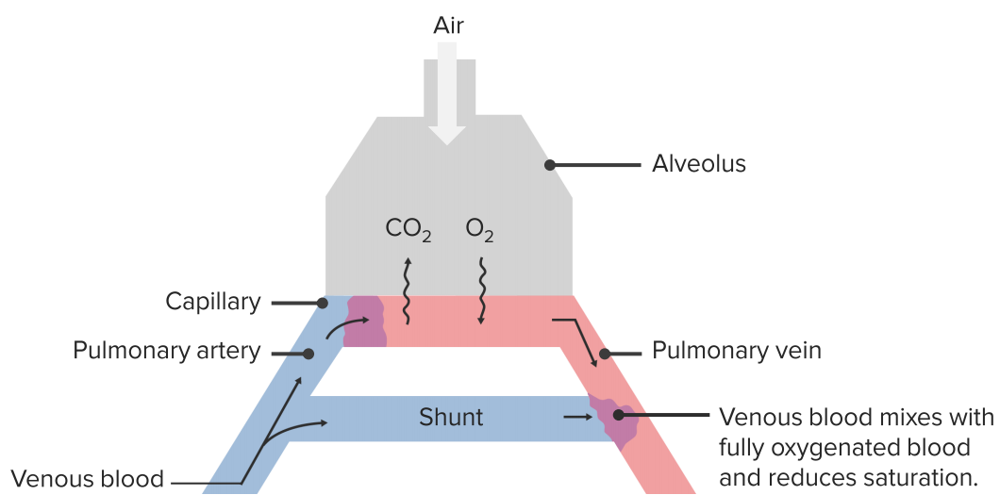 Air
Alveolus
CO₂ O₂
Capillary
Pulmonary artery
Pulmonary vein
Shunt
Venous blood mixes with
fully oxygenated blood
and reduces saturation.
Venous blood